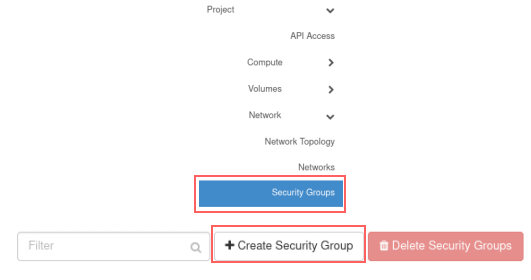 Project
API Access
Compute
Volumes
Network
Network Topology
Networks
Security Groups
Filter
Create Security Group
Delete Security Groups